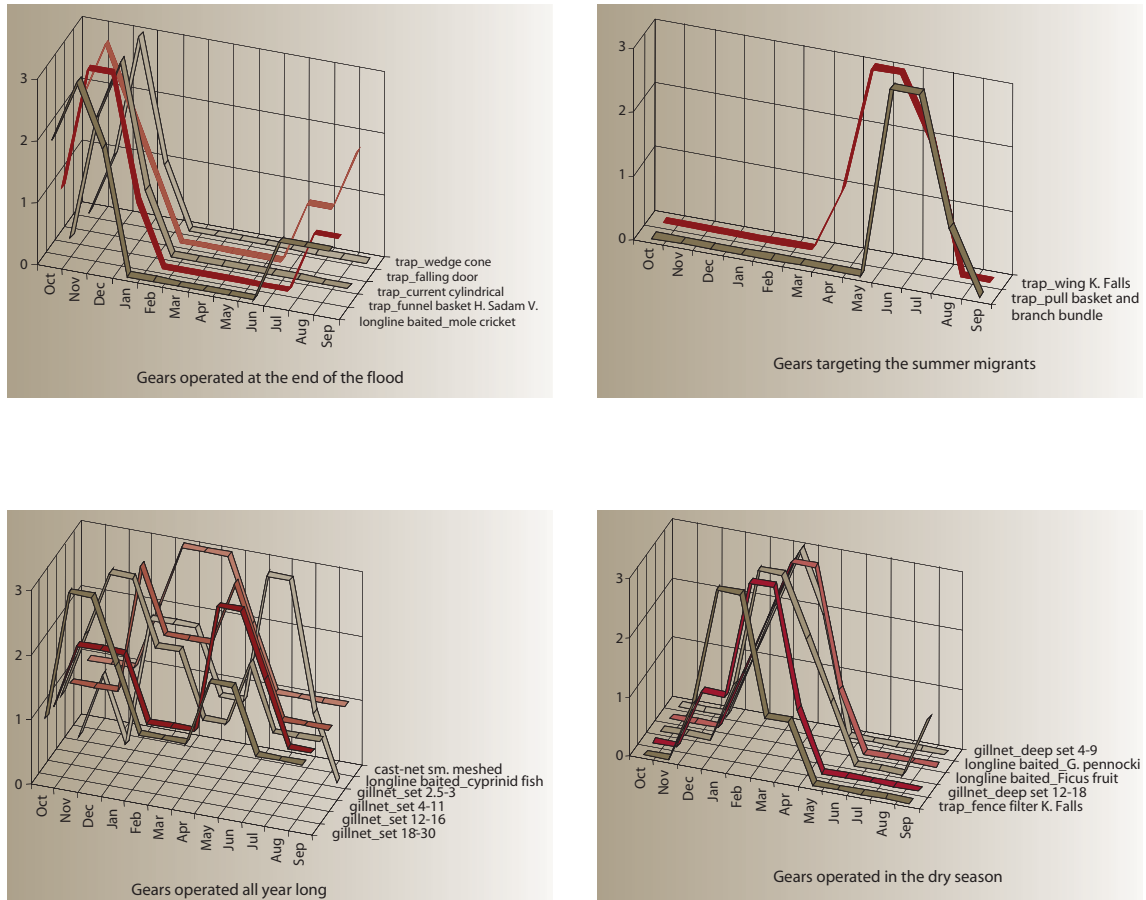 3
2
1
0
Oct
Nov
Dec
Jan
Feb
Mar
Apr
May
Jun
Jul
Aug
Sep
trap_wedge cone
trap_falling door
trap_current cylindrical
trap_funnel basket H. Sadam V.
longline baited_mole cricket
Gears operated at the end of the flood
3
2
1
0
Oct
Nov
Dec
Jan
Feb
Mar
Apr
May
Jun
Jul
Aug
Sep
trap_wing K. Falls
trap_pull basket and
branch bundle
Gears targeting the summer migrants
3
2
1
0
Oct
Nov
Dec
Jan
Feb
Mar
Apr
May
Jun
Jul
Aug
Sep
cast-net sm. meshed
longline baited_cyprinid fish
gillnet_set 2.5-3
gillnet_set 4-11
gillnet_set 12-16
gillnet_set 18-30
Gears operated all year long
3
2
1
0
Oct
Nov
Dec
Jan
Feb
Mar
Apr
May
Jun
Jul
Aug
Sep
gillnet_deep set 4-9
longline baited_G. pennocki
longline baited_Ficus fruit
gillnet_deep set 12-18
trap_fence filter K. Falls
Gears operated in the dry season